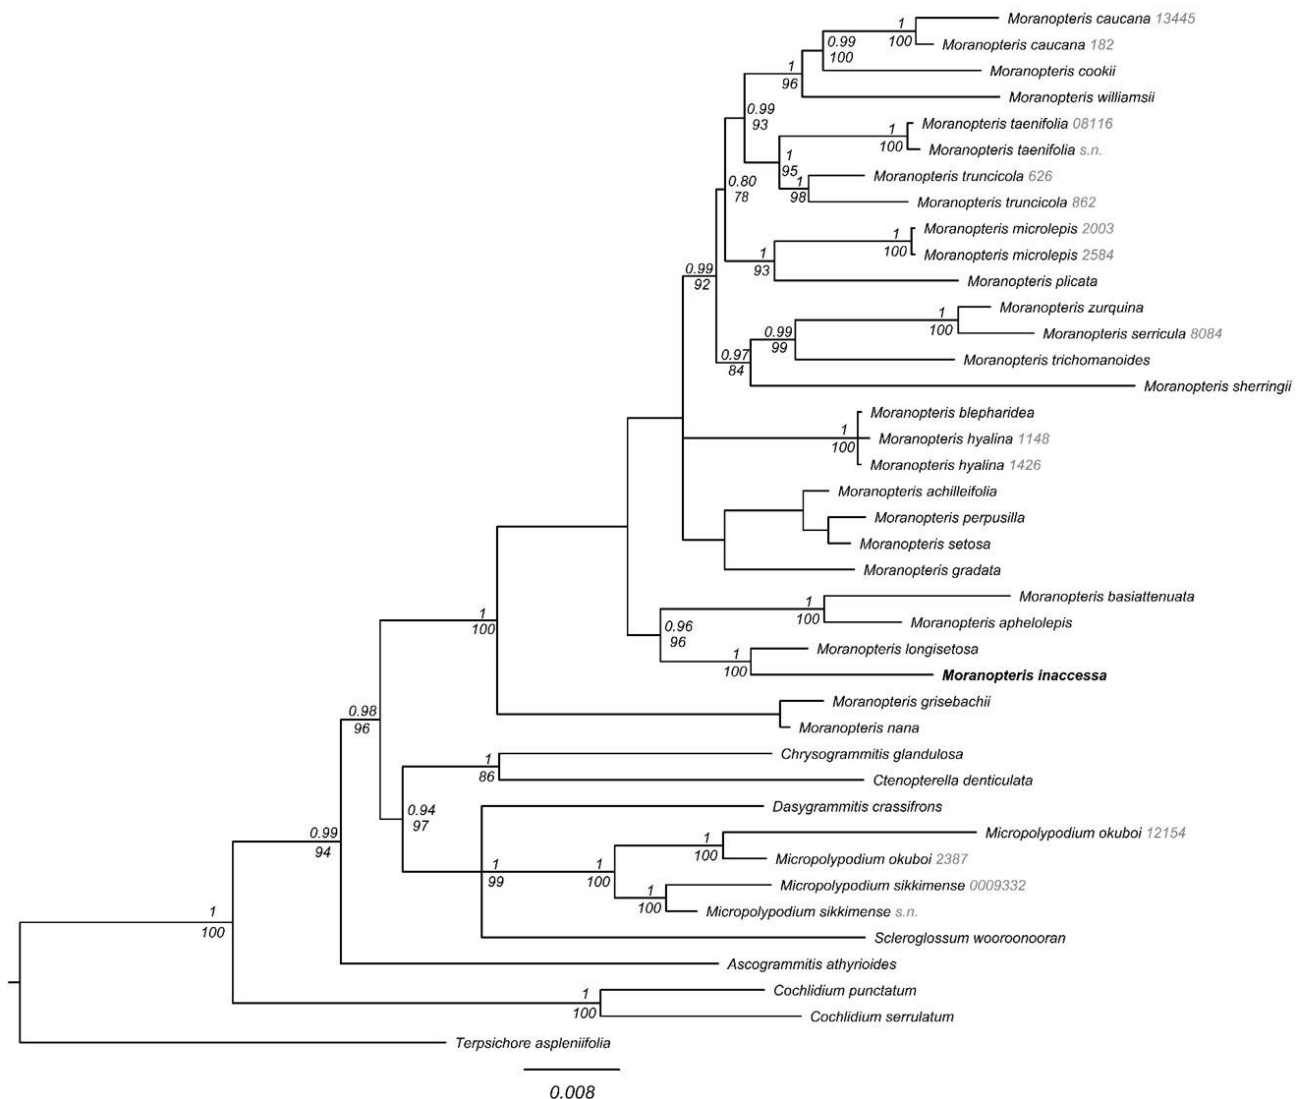 Moranopteris caucana 13445
1
100
Moranopteris caucana 182
0.99
100
Moranopteris cookii
1
96
Moranopteris williamsii
0.99
93
Moranopteris taenifolia 08116
1
100
Moranopteris taenifolia s.n.
1
95
Moranopteris truncicola 626
1
98
Moranopteris truncicola 862
0.80
78
Moranopteris microlepis 2003
1
100
Moranopteris microlepis 2584
1
93
Moranopteris plicata
0.99
92
Moranopteris zurquina
1
100
Moranopteris serricula 8084
0.99
99
Moranopteris trichomanoides
0.97
84
Moranopteris sherringii
Moranopteris blepharidea
1
100
Moranopteris hyalina 1148
Moranopteris hyalina 1426
Moranopteris achilleifolia
Moranopteris perpusilla
Moranopteris setosa
Moranopteris gradata
Moranopteris basiattenuata
1
100
Moranopteris aphelolepis
0.96
96
1
100
Moranopteris longisetosa
1
100
Moranopteris inaccessa
Moranopteris grisebachii
Moranopteris nana
0.98
96
Chrysogrammitis glandulosa
1
86
Ctenopterella denticulata
0.94
97
Dasygrammitis crassifrons
Micropolypodium okuboi 12154
1
100
Micropolypodium okuboi 2387
0.99
94
1
99
1
100
Micropolypodium sikkimense 0009332
1
100
Micropolypodium sikkimense s.n.
1
100
Scleroglossum wooroonooran
Ascogrammitis athyrioides
Cochlidium punctatum
1
100
Cochlidium serrulatum
Terpsichore aspleniifolia
0.008